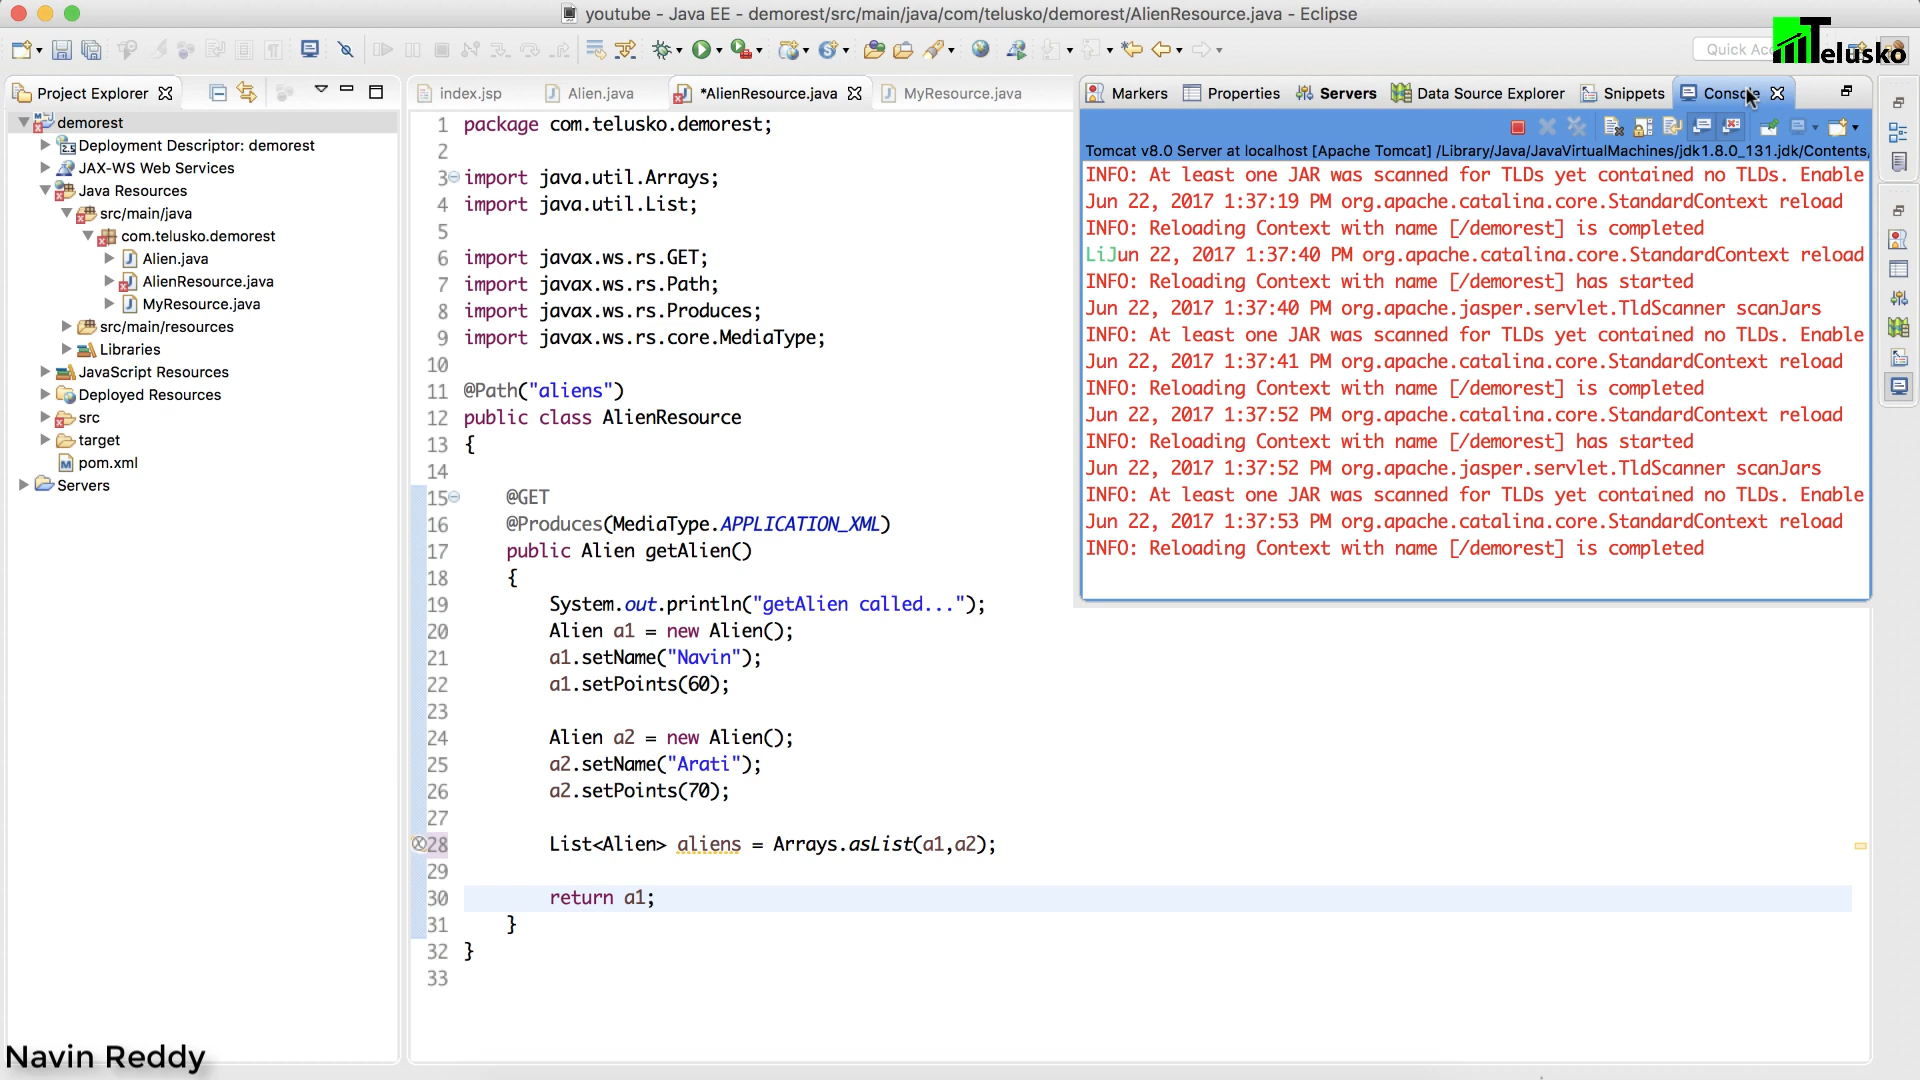 youtube - Java EE - demorest/src/main/java/com/telusko/demorest/AlienResource.java - Eclipse
Quick
Telusko
Project Explorer
demorest
Deployment Descriptor: demorest
JAX-WS Web Services
Java Resources
src/main/java
com.telusko.demorest
Alien.java
AlienResource.java
MyResource.java
src/main/resources
Libraries
JavaScript Resources
Deployed Resources
src
target
pom.xml
Servers
index.jsp
Alien.java
*AlienResource.java
MyResource.java
1 package com.telusko.demorest;
2
3 import java.util.Arrays;
4 import java.util.List;
5
6 import javax.ws.rs.GET;
7 import javax.ws.rs.Path;
8 import javax.ws.rs.Produces;
9 import javax.ws.rs.core.MediaType;
10
11 @Path("aliens")
12 public class AlienResource
13 {
14
15 @GET
16 @Produces(MediaType.APPLICATION_XML)
17 public Alien getAlien()
18 {
19 System.out.println("getAlien called...");
20 Alien a1 = new Alien();
21 a1.setName("Navin");
22 a1.setPoints(60);
23
24 Alien a2 = new Alien();
25 a2.setName("Arati");
26 a2.setPoints(70);
27
28 List<Alien> aliens = Arrays.asList(a1,a2);
29
30 return a1;
31 }
32 }
33
Markers
Properties
Servers
Data Source Explorer
Snippets
Console
Tomcat v8.0 Server at localhost [Apache Tomcat] /Library/Java/JavaVirtualMachines/jdk1.8.0_131.jdk/Contents,
INFO: At least one JAR was scanned for TLDs yet contained no TLDs. Enable
Jun 22, 2017 1:37:19 PM org.apache.catalina.core.StandardContext reload
INFO: Reloading Context with name [/demorest] is completed
LiJun 22, 2017 1:37:40 PM org.apache.catalina.core.StandardContext reload
INFO: Reloading Context with name [/demorest] has started
Jun 22, 2017 1:37:40 PM org.apache.jasper.servlet.TldScanner scanJars
INFO: At least one JAR was scanned for TLDs yet contained no TLDs. Enable
Jun 22, 2017 1:37:41 PM org.apache.catalina.core.StandardContext reload
INFO: Reloading Context with name [/demorest] is completed
Jun 22, 2017 1:37:52 PM org.apache.catalina.core.StandardContext reload
INFO: Reloading Context with name [/demorest] has started
Jun 22, 2017 1:37:52 PM org.apache.jasper.servlet.TldScanner scanJars
INFO: At least one JAR was scanned for TLDs yet contained no TLDs. Enable
Jun 22, 2017 1:37:53 PM org.apache.catalina.core.StandardContext reload
INFO: Reloading Context with name [/demorest] is completed
Navin Reddy